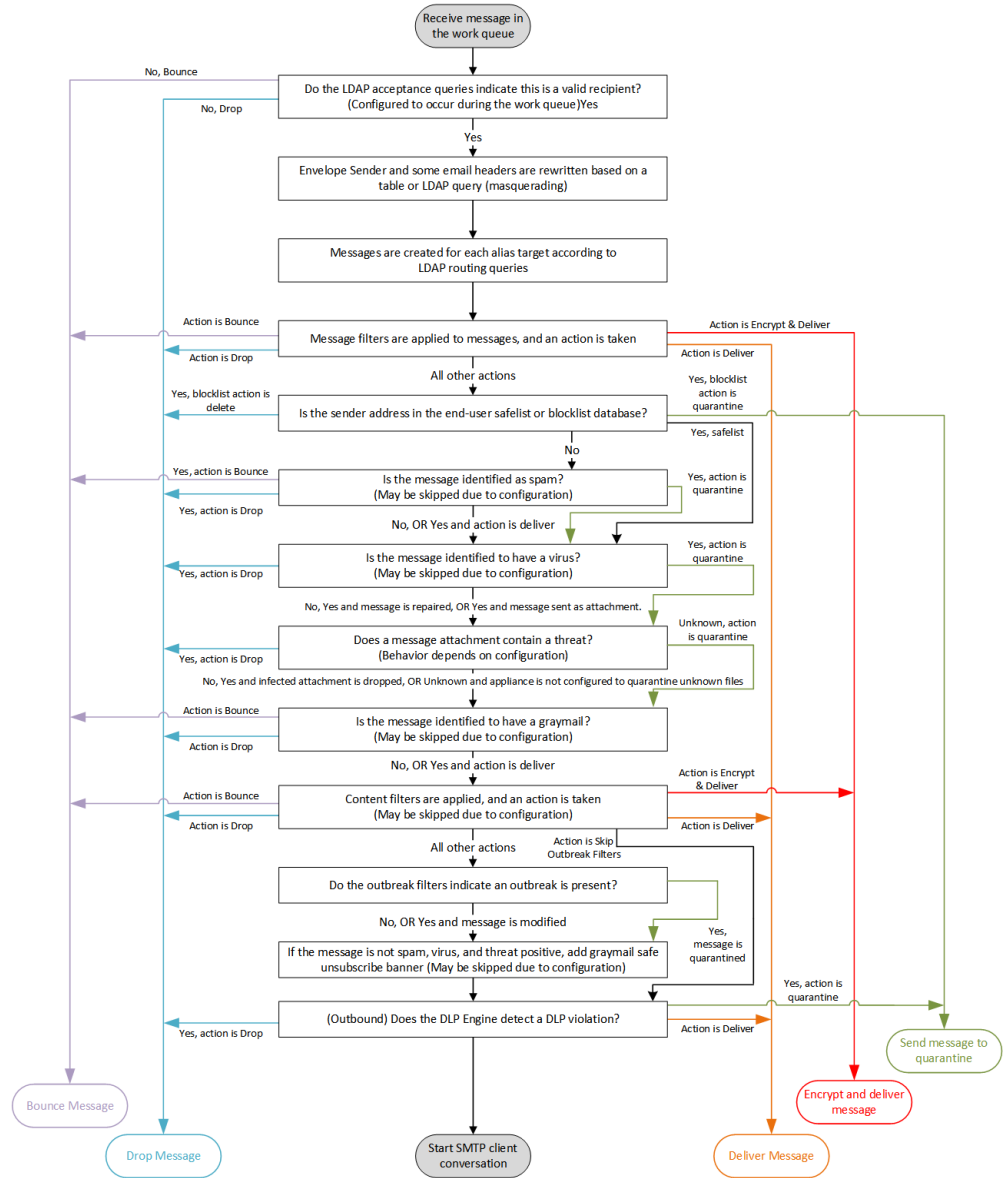 Receive message in
the work queue
No, Bounce
Do the LDAP acceptance queries indicate this is a valid recipient?
(Configured to occur during the work queue)Yes
No, Drop
Yes
Envelope Sender and some email headers are rewritten based on a
table or LDAP query (masquerading)
Messages are created for each alias target according to
LDAP routing queries
Action is Bounce
Action is Encrypt & Deliver
Message filters are applied to messages, and an action is taken
Action is Drop
Action is Deliver
All other actions
Yes, blocklist action is
delete
Yes, blocklist
action is
quarantine
Is the sender address in the end-user safelist or blocklist database?
Yes, safelist
No
Yes, action is Bounce
Is the message identified as spam?
(May be skipped due to configuration)
Yes, action is
quarantine
Yes, action is Drop
No, OR Yes and action is deliver
Is the message identified to have a virus?
(May be skipped due to configuration)
Yes, action is
quarantine
Yes, action is Drop
No, Yes and message is repaired, OR Yes and message sent as attachment.
Unknown, action
is quarantine
Does a message attachment contain a threat?
(Behavior depends on configuration)
Yes, action is Drop
No, Yes and infected attachment is dropped, OR Unknown and appliance is not configured to quarantine unknown files
Action is Bounce
Is the message identified to have a graymail?
(May be skipped due to configuration)
Action is Drop
No, OR Yes and action is deliver
Action is Encrypt
& Deliver
Action is Bounce
Content filters are applied, and an action is taken
(May be skipped due to configuration)
Action is Drop
Action is Deliver
All other actions
Action is Skip
Outbreak Filters
Do the outbreak filters indicate an outbreak is present?
No, OR Yes and message is modified
Yes,
message is
quarantined
If the message is not spam, virus, and threat positive, add graymail safe
unsubscribe banner (May be skipped due to configuration)
Yes, action is
quarantine
(Outbound) Does the DLP Engine detect a DLP violation?
Yes, action is Drop
Action is Deliver
Send message to
quarantine
Bounce Message
Encrypt and deliver
message
Drop Message
Start SMTP client
conversation
Deliver Message